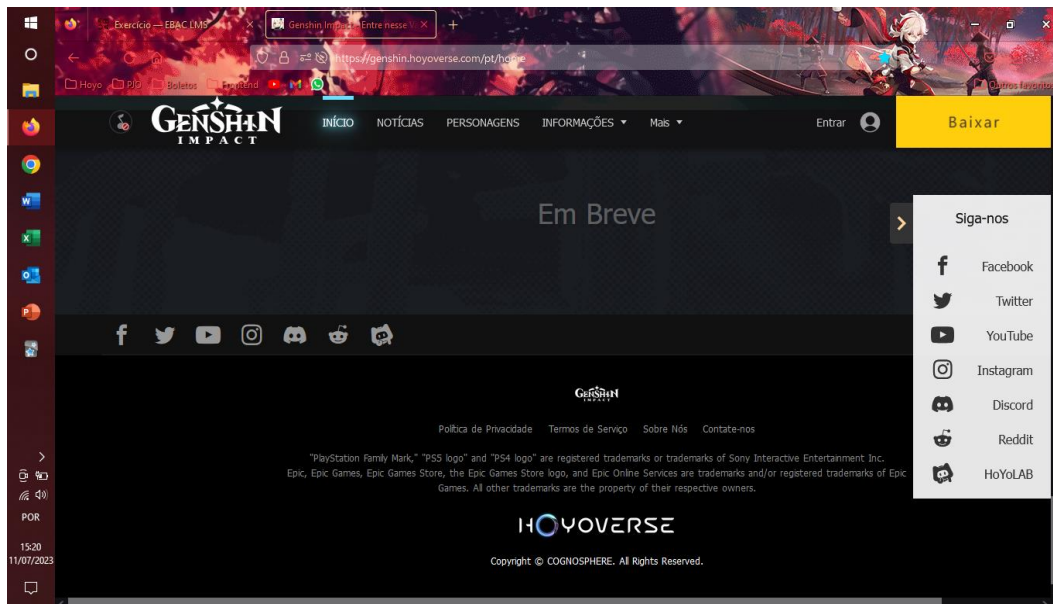 Exercício — EBAC LMS
Genshin Impact - Entre nesse V
https://genshin.hoyoverse.com/pt/home
Hoyo PJ9 Boletos Frontend
Outros favoritos
GENSHIN
IMPACT
INÍCIO NOTÍCIAS PERSONAGENS INFORMAÇÕES Mais Entrar Baixar
Em Breve
Siga-nos
Facebook
Twitter
YouTube
Instagram
Discord
Reddit
HoYoLAB
GENSHIN
IMPACT
Política de Privacidade Termos de Serviço Sobre Nós Contate-nos
"PlayStation Family Mark," "PS5 logo" and "PS4 logo" are registered trademarks or trademarks of Sony Interactive Entertainment Inc.
Epic, Epic Games, Epic Games Store, the Epic Games Store logo, and Epic Online Services are trademarks and/or registered trademarks of Epic
Games. All other trademarks are the property of their respective owners.
HOYOVERSE
Copyright © COGNOSPHERE. All Rights Reserved.
POR
15:20
11/07/2023